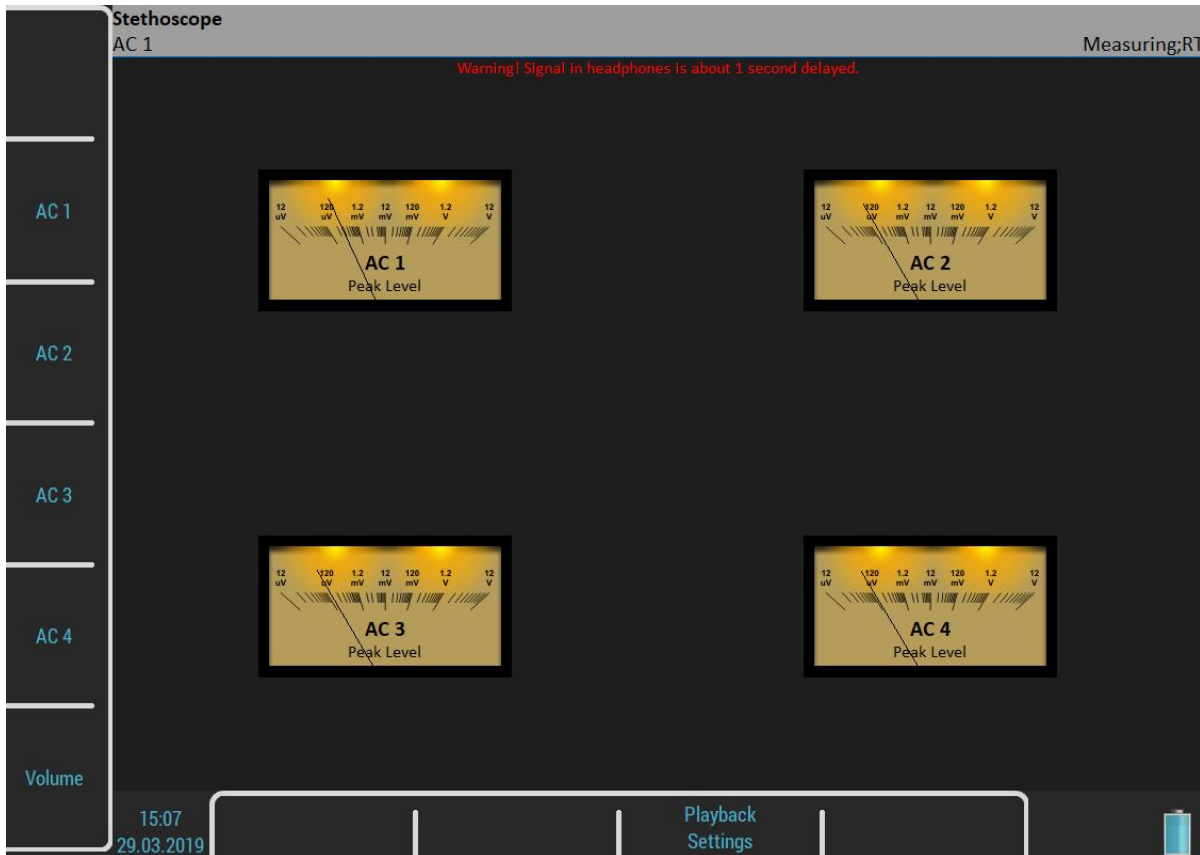 Stethoscope
AC 1
Measuring;RT
Warning! Signal in headphones is about 1 second delayed.
AC 1
AC 2
AC 3
AC 4
Volume
12 120 1.2 12 120 1.2 12
uV uV mV mV mV V V
AC 1
Peak Level
12 120 1.2 12 120 1.2 12
uV uV mV mV mV V V
AC 2
Peak Level
12 120 1.2 12 120 1.2 12
uV uV mV mV mV V V
AC 3
Peak Level
12 120 1.2 12 120 1.2 12
uV uV mV mV mV V V
AC 4
Peak Level
15:07
29.03.2019
Playback
Settings